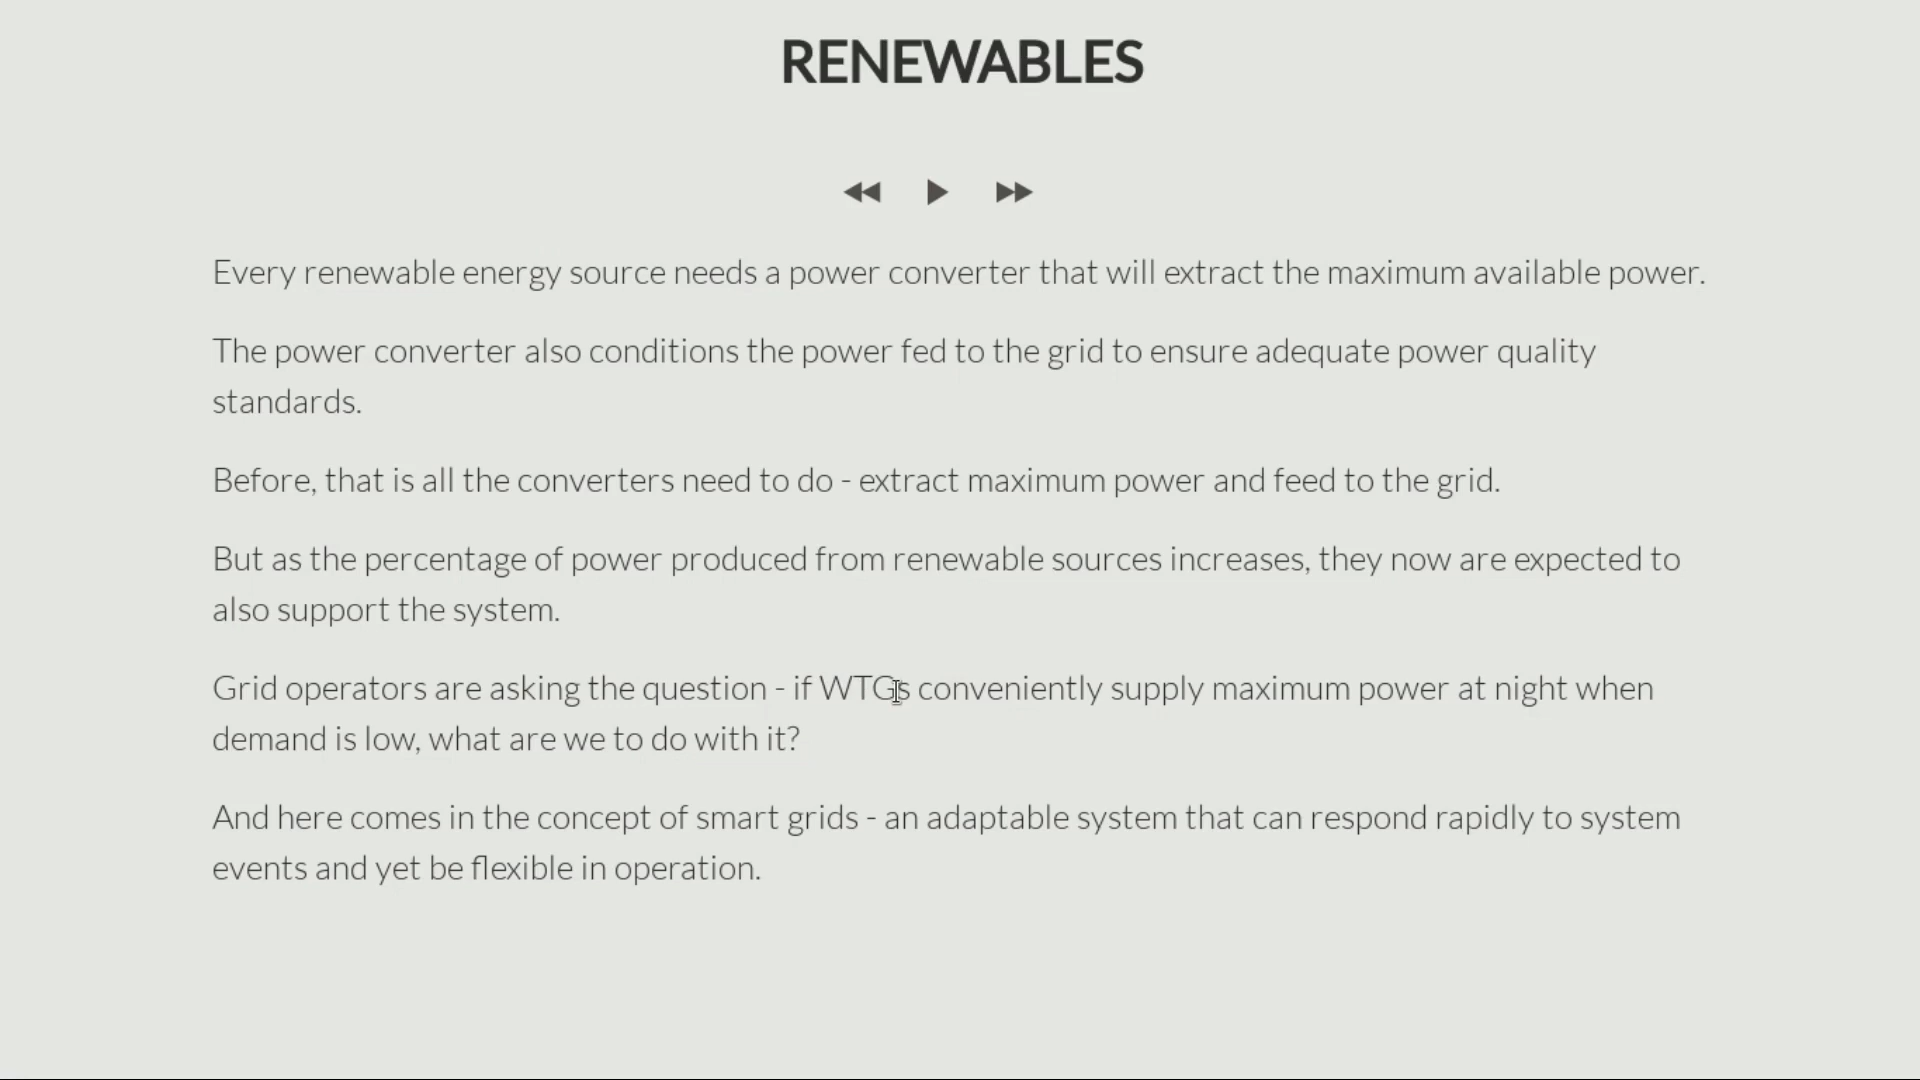 RENEWABLES
Every renewable energy source needs a power converter that will extract the maximum available power.
The power converter also conditions the power fed to the grid to ensure adequate power quality
standards.
Before, that is all the converters need to do - extract maximum power and feed to the grid.
But as the percentage of power produced from renewable sources increases, they now are expected to
also support the system.
Grid operators are asking the question - if WTGs conveniently supply maximum power at night when
demand is low, what are we to do with it?
And here comes in the concept of smart grids - an adaptable system that can respond rapidly to system
events and yet be flexible in operation.